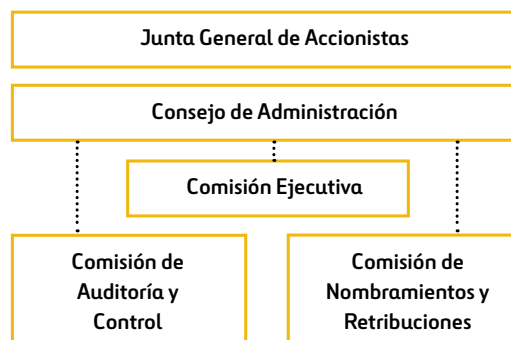 Junta General de Accionistas
Consejo de Administración
Comisión Ejecutiva
Comisión de
Auditoría y
Control
Comisión de
Nombramientos y
Retribuciones